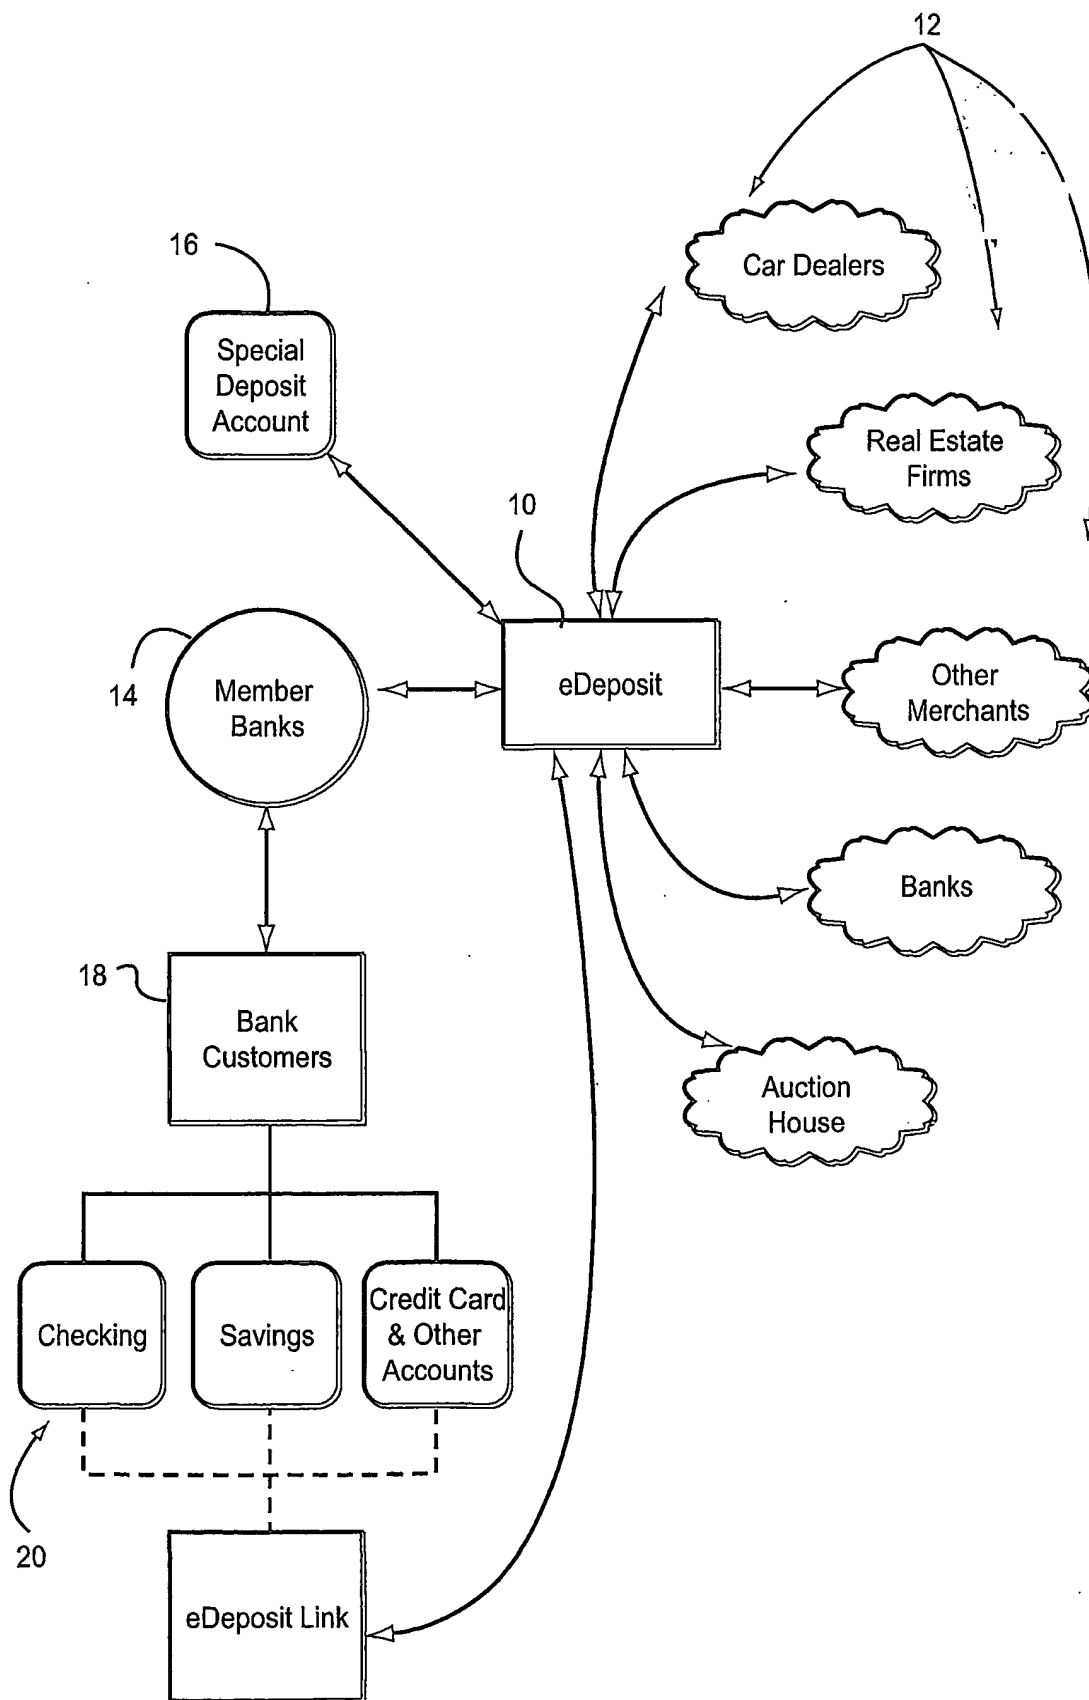 12
16
Car Dealers
Special
Deposit
Account
Real Estate
Firms
10
14
Member
Banks
eDeposit
Other
Merchants
Banks
18
Bank
Customers
Auction
House
Checking
Savings
Credit Card
& Other
Accounts
20
eDeposit Link